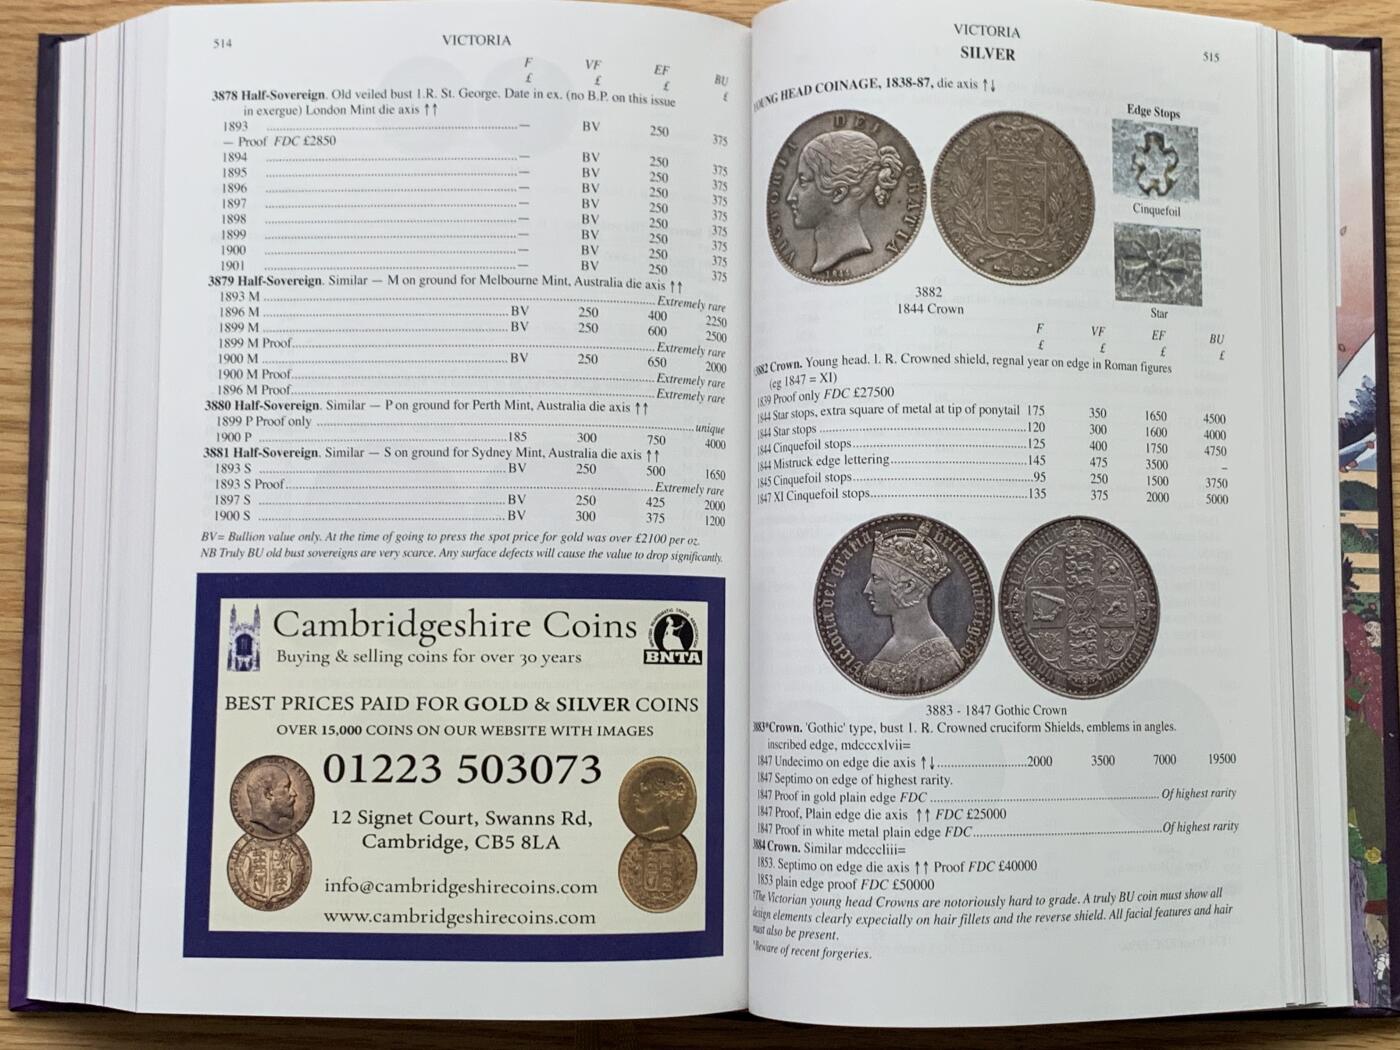 514
VICTORIA
F VF EF BU
£ £ £ £
3878 Half-Sovereign. Old veiled bust l.R. St. George. Date in ex. (no B.P. on this issue
in exergue) London Mint die axis ↑↑
1893 — BV 250 375
— Proof FDC £2850
1894 — BV 250 375
1895 — BV 250 375
1896 — BV 250 375
1897 — BV 250 375
1898 — BV 250 375
1899 — BV 250 375
1900 — BV 250 375
1901 — BV 250 375
3879 Half-Sovereign. Similar — M on ground for Melbourne Mint, Australia die axis ↑↑
1893 M Extremely rare
1896 M BV 250 400 2250
1899 M BV 250 600 2500
1899 M Proof Extremely rare
1900 M BV 250 650 2000
1900 M Proof Extremely rare
1896 M Proof Extremely rare
3880 Half-Sovereign. Similar — P on ground for Perth Mint, Australia die axis ↑↑
1899 P Proof only unique
1900 P 185 300 750 4000
3881 Half-Sovereign. Similar — S on ground for Sydney Mint, Australia die axis ↑↑
1893 S BV 250 500 1650
1893 S Proof Extremely rare
1897 S BV 250 425 2000
1900 S BV 300 375 1200
BV= Bullion value only. At the time of going to press the spot price for gold was over £2100 per oz.
NB Truly BU old bust sovereigns are very scarce. Any surface defects will cause the value to drop significantly.
Cambridgeshire Coins
Buying & selling coins for over 30 years
BNTA
BEST PRICES PAID FOR GOLD & SILVER COINS
OVER 15,000 COINS ON OUR WEBSITE WITH IMAGES
01223 503073
12 Signet Court, Swanns Rd,
Cambridge, CB5 8LA
info@cambridgeshirecoins.com
www.cambridgeshirecoins.com
VICTORIA
SILVER
515
YOUNG HEAD COINAGE, 1838-87, die axis ↑↓
Edge Stops
Cinquefoil
Star
3882
1844 Crown
F VF EF BU
£ £ £ £
3882 Crown. Young head. l. R. Crowned shield, regnal year on edge in Roman figures
(eg 1847 = XI)
1839 Proof only FDC £27500
1844 Star stops, extra square of metal at tip of ponytail 175 350 1650 4500
1844 Star stops 120 300 1600 4000
1844 Cinquefoil stops 125 400 1750 4750
1844 Mistruck edge lettering 145 475 3500 –
1845 Cinquefoil stops 95 250 1500 3750
1847 XI Cinquefoil stops 135 375 2000 5000
3883 - 1847 Gothic Crown
3883*Crown. 'Gothic' type, bust l. R. Crowned cruciform Shields, emblems in angles.
inscribed edge, mdcccxlvii=
1847 Undecimo on edge die axis ↑↓ 2000 3500 7000 19500
1847 Septimo on edge of highest rarity.
1847 Proof in gold plain edge FDC Of highest rarity
1847 Proof, Plain edge die axis ↑↑ FDC £25000
1847 Proof in white metal plain edge FDC Of highest rarity
3884 Crown. Similar mdcccliii=
1853. Septimo on edge die axis ↑↑ Proof FDC £40000
1853 plain edge proof FDC £50000
The Victorian young head Crowns are notoriously hard to grade. A truly BU coin must show all
design elements clearly expecially on hair fillets and the reverse shield. All facial features and hair
must also be present.
Beware of recent forgeries.